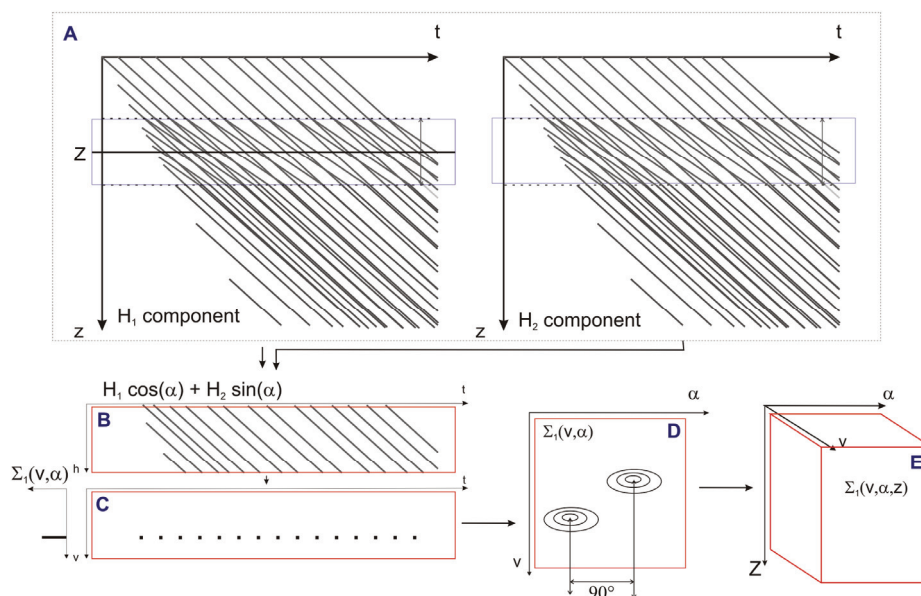 A
t
t
Z
z
H₁ component
z
H₂ component
H₁ cos(α) + H₂ sin(α)
t
B
h
Σ₁(v,α)
t
C
v
α
Σ₁(v,α)
D
v
90°
α
v
E
Σ₁(v,α,z)
Z